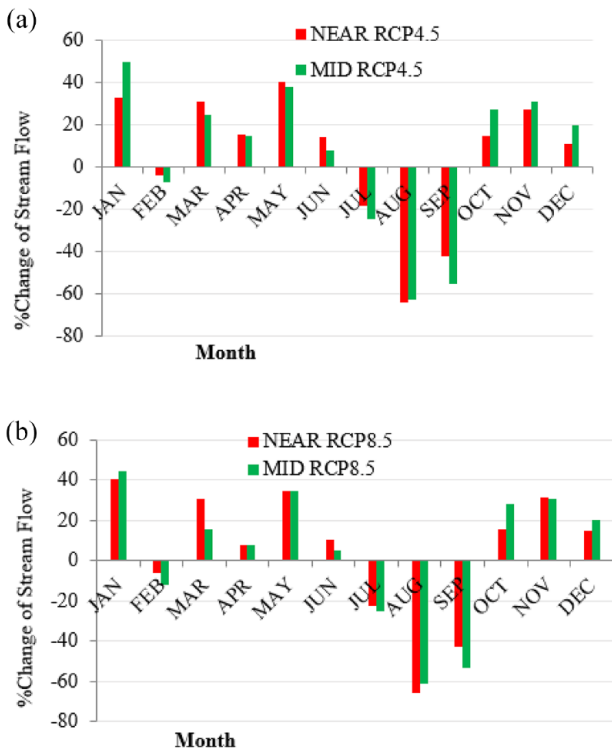 (a)
NEAR RCP4.5
MID RCP4.5
%Change of Stream Flow
60
40
20
0
-20
-40
-60
-80
JAN FEB MAR APR MAY JUN JUL AUG SEP OCT NOV DEC
Month
(b)
NEAR RCP8.5
MID RCP8.5
%Change of Stream Flow
60
40
20
0
-20
-40
-60
-80
JAN FEB MAR APR MAY JUN JUL AUG SEP OCT NOV DEC
Month